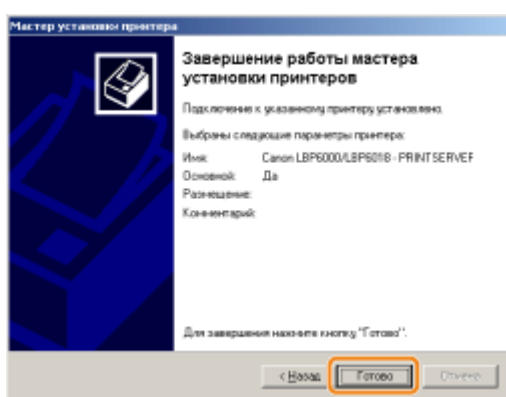 Мастер установки принтера
Завершение работы мастера
установки принтеров
Подключение к указанному принтеру установлено.
Выбраны следующие параметры принтера:
Имя: Canon LBP6000/LBP6018 - PRINTSERVER
Основной: Да
Размещение:
Комментарий:
Для завершения нажмите кнопку "Готово".
< Назад Готово Отмена